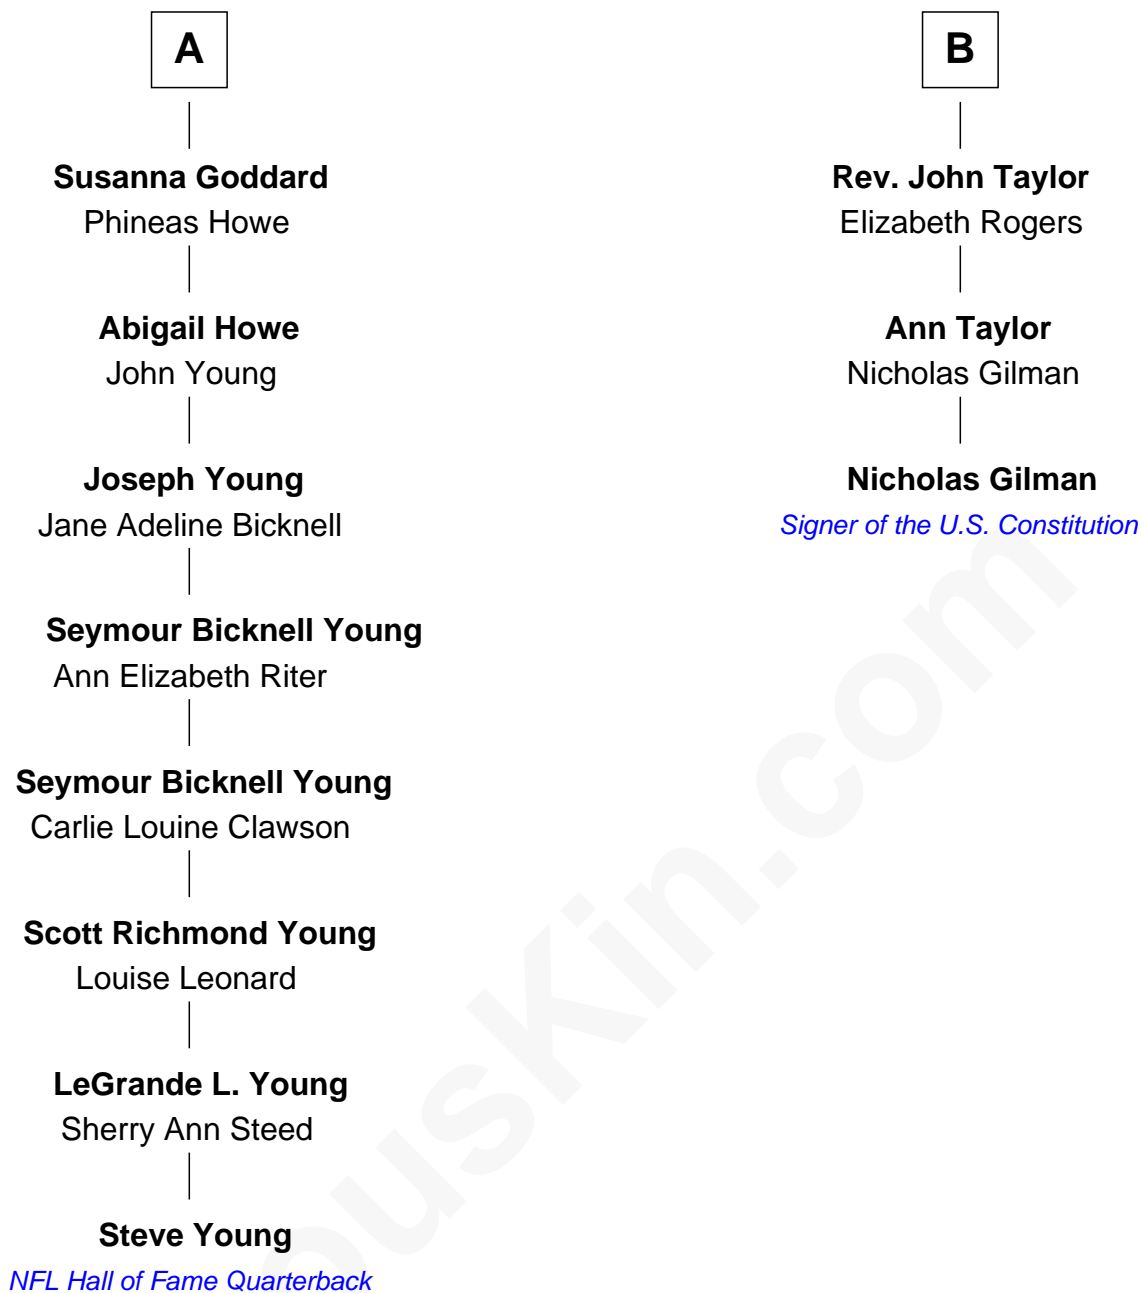 A
Susanna Goddard
Phineas Howe
Abigail Howe
John Young
Joseph Young
Jane Adeline Bicknell
Seymour Bicknell Young
Ann Elizabeth Riter
Seymour Bicknell Young
Carlie Louine Clawson
Scott Richmond Young
Louise Leonard
LeGrande L. Young
Sherry Ann Steed
Steve Young
NFL Hall of Fame Quarterback
B
Rev. John Taylor
Elizabeth Rogers
Ann Taylor
Nicholas Gilman
Nicholas Gilman
Signer of the U.S. Constitution
ousKin.com